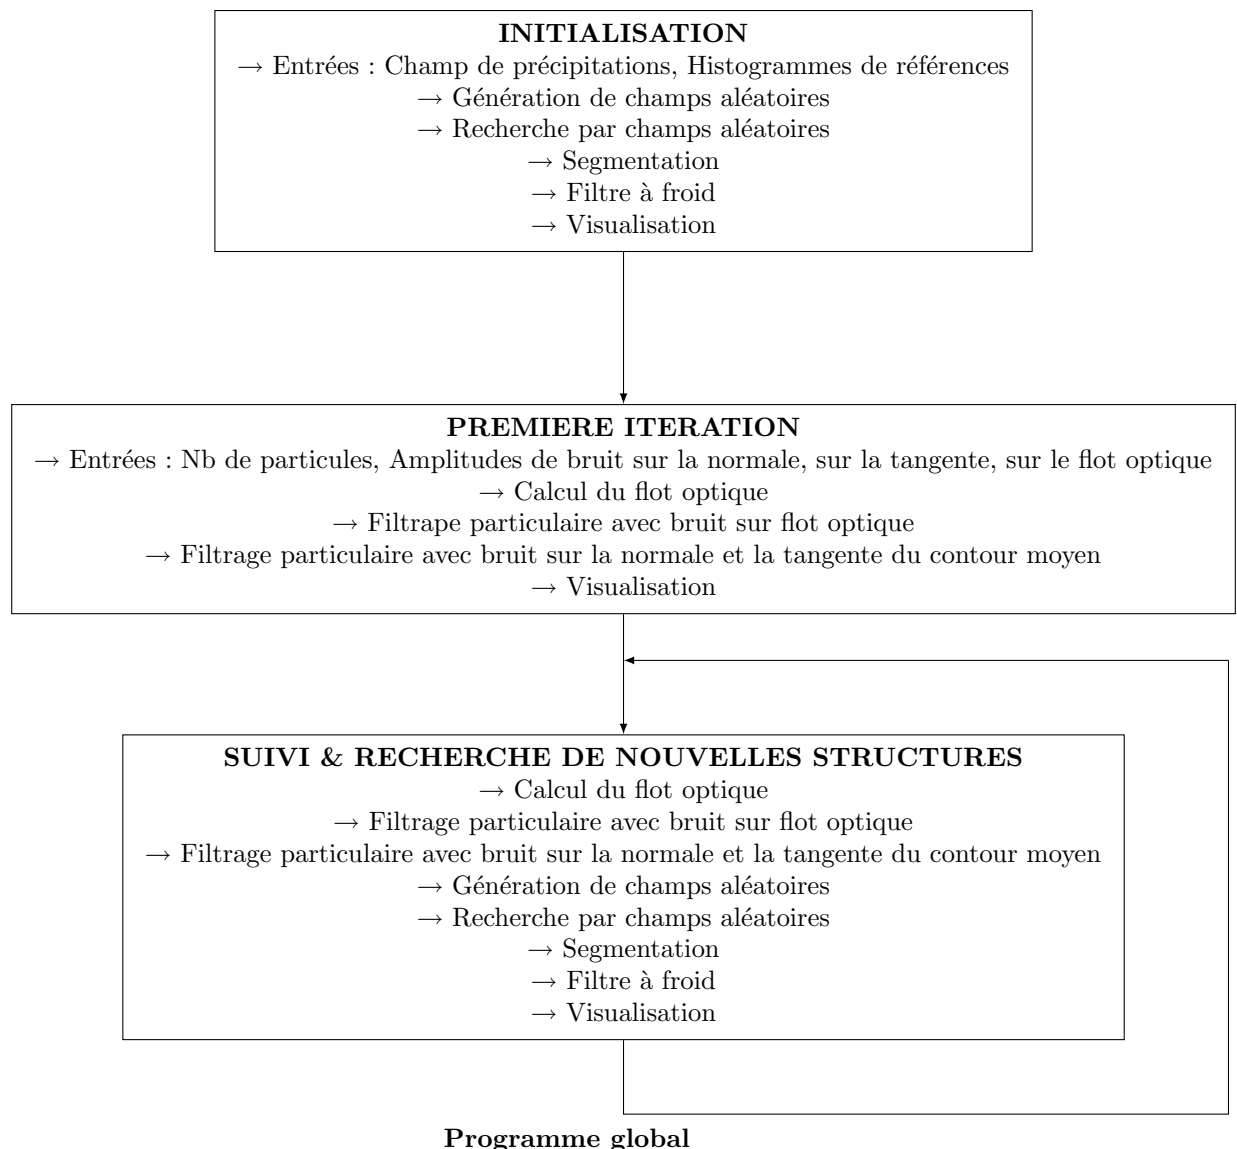 INITIALISATION
→ Entrées : Champ de précipitations, Histogrammes de références
→ Génération de champs aléatoires
→ Recherche par champs aléatoires
→ Segmentation
→ Filtre à froid
→ Visualisation
PREMIERE ITERATION
→ Entrées : Nb de particules, Amplitudes de bruit sur la normale, sur la tangente, sur le flot optique
→ Calcul du flot optique
→ Filtrape particulaire avec bruit sur flot optique
→ Filtrage particulaire avec bruit sur la normale et la tangente du contour moyen
→ Visualisation
SUIVI & RECHERCHE DE NOUVELLES STRUCTURES
→ Calcul du flot optique
→ Filtrage particulaire avec bruit sur flot optique
→ Filtrage particulaire avec bruit sur la normale et la tangente du contour moyen
→ Génération de champs aléatoires
→ Recherche par champs aléatoires
→ Segmentation
→ Filtre à froid
→ Visualisation
Programme global